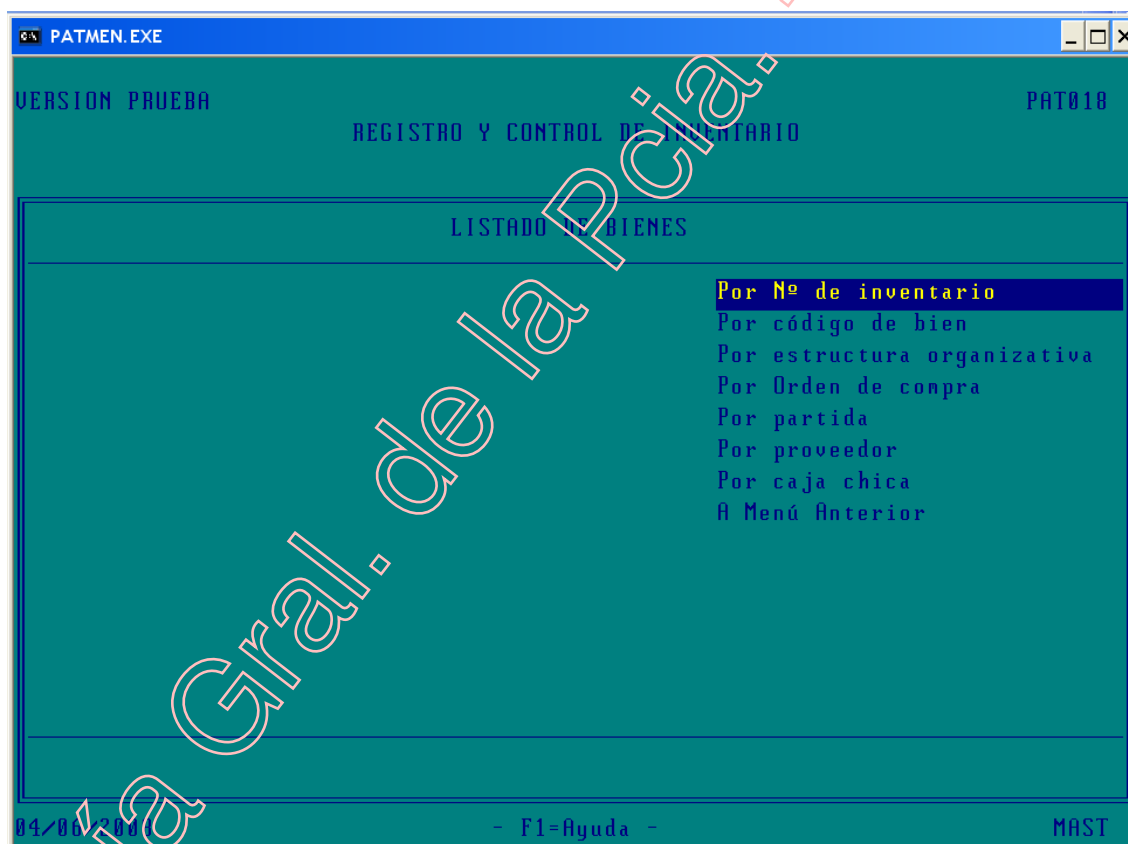 PATMEN.EXE
VERSION PRUEBA PAT018
REGISTRO Y CONTROL DE INVENTARIO
LISTADO DE BIENES
Por Nº de inventario
Por código de bien
Por estructura organizativa
Por Orden de compra
Por partida
Por proveedor
Por caja chica
A Menú Anterior
- F1=Ayuda - MAST
Gral. de la Pcia.